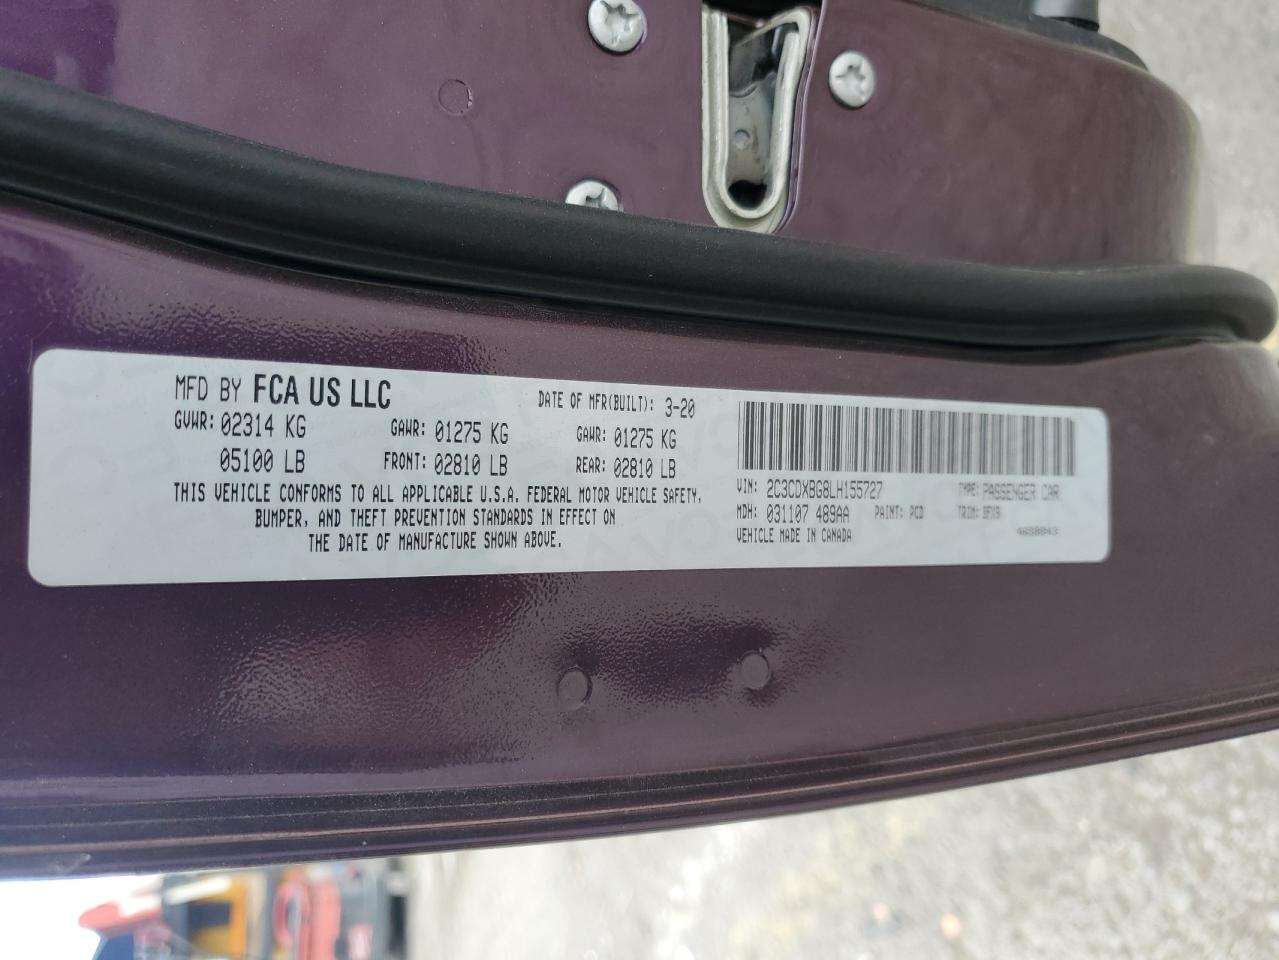 MFD BY FCA US LLC DATE OF MFR(BUILT): 3-20
GVWR: 02314 KG GAWR: 01275 KG GAWR: 01275 KG
05100 LB FRONT: 02810 LB REAR: 02810 LB
THIS VEHICLE CONFORMS TO ALL APPLICABLE U.S.A. FEDERAL MOTOR VEHICLE SAFETY,
BUMPER, AND THEFT PREVENTION STANDARDS IN EFFECT ON
THE DATE OF MANUFACTURE SHOWN ABOVE.
VIN: 2C3CDXBG8LH155727 TYPE: PASSENGER CAR
MDH: 031107 489AA PAINT: PCD TRIM:
VEHICLE MADE IN CANADA